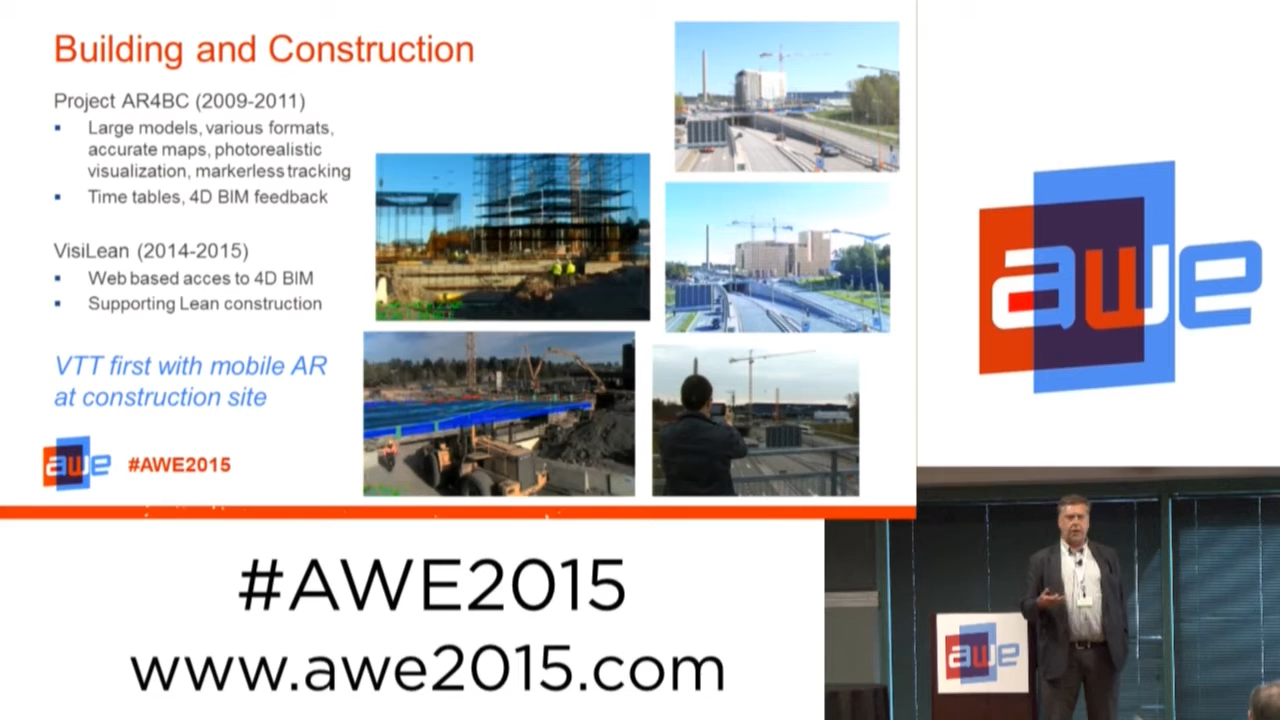 Building and Construction
Project AR4BC (2009-2011)
Large models, various formats,
accurate maps, photorealistic
visualization, markerless tracking
Time tables, 4D BIM feedback
VisiLean (2014-2015)
Web based acces to 4D BIM
Supporting Lean construction
VTT first with mobile AR
at construction site
awe
#AWE2015
awe
#AWE2015
www.awe2015.com
awe